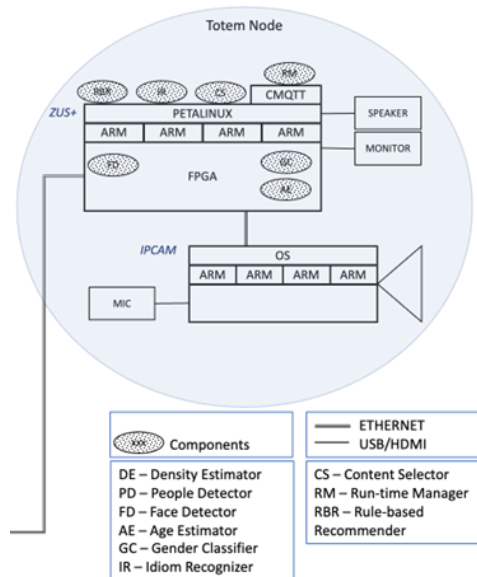 Totem Node
RBR IR CS RM
CMQTT
ZUS+
PETALINUX
SPEAKER
ARM ARM ARM ARM
MONITOR
FD
GC
FPGA
AE
IPCAM
OS
ARM ARM ARM ARM
MIC
xxx Components
ETHERNET
USB/HDMI
DE – Density Estimator
PD – People Detector
FD – Face Detector
AE – Age Estimator
GC – Gender Classifier
IR – Idiom Recognizer
CS – Content Selector
RM – Run-time Manager
RBR – Rule-based
Recommender